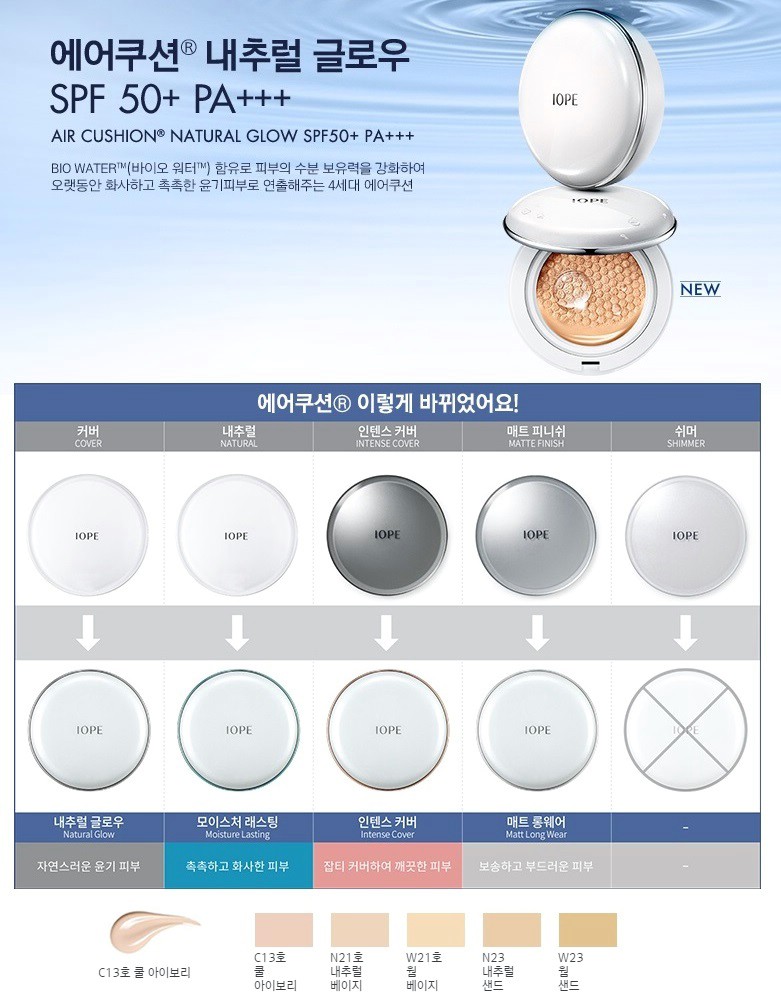 에어쿠션® 내추럴 글로우
SPF 50+ PA+++
AIR CUSHION® NATURAL GLOW SPF50+ PA+++
BIO WATER™(바이오 워터™) 함유로 피부의 수분 보유력을 강화하여
오랫동안 화사하고 촉촉한 윤기피부로 연출해주는 4세대 에어쿠션
IOPE
IOPE
NEW
에어쿠션® 이렇게 바뀌었어요!
커버 내추럴 인텐스 커버 매트 피니쉬 쉬머
COVER NATURAL INTENSE COVER MATTE FINISH SHIMMER
IOPE IOPE IOPE IOPE IOPE
IOPE IOPE IOPE IOPE IOPE
내추럴 글로우 모이스처 래스팅 인텐스 커버 매트 롱웨어 -
Natural Glow Moisture Lasting Intense Cover Matt Long Wear
자연스러운 윤기 피부 촉촉하고 화사한 피부 잡티 커버하여 깨끗한 피부 보송하고 부드러운 피부 -
C13호 쿨 아이보리
C13호 N21호 W21호 N23 W23
쿨 내추럴 웜 내추럴 웜
아이보리 베이지 베이지 샌드 샌드